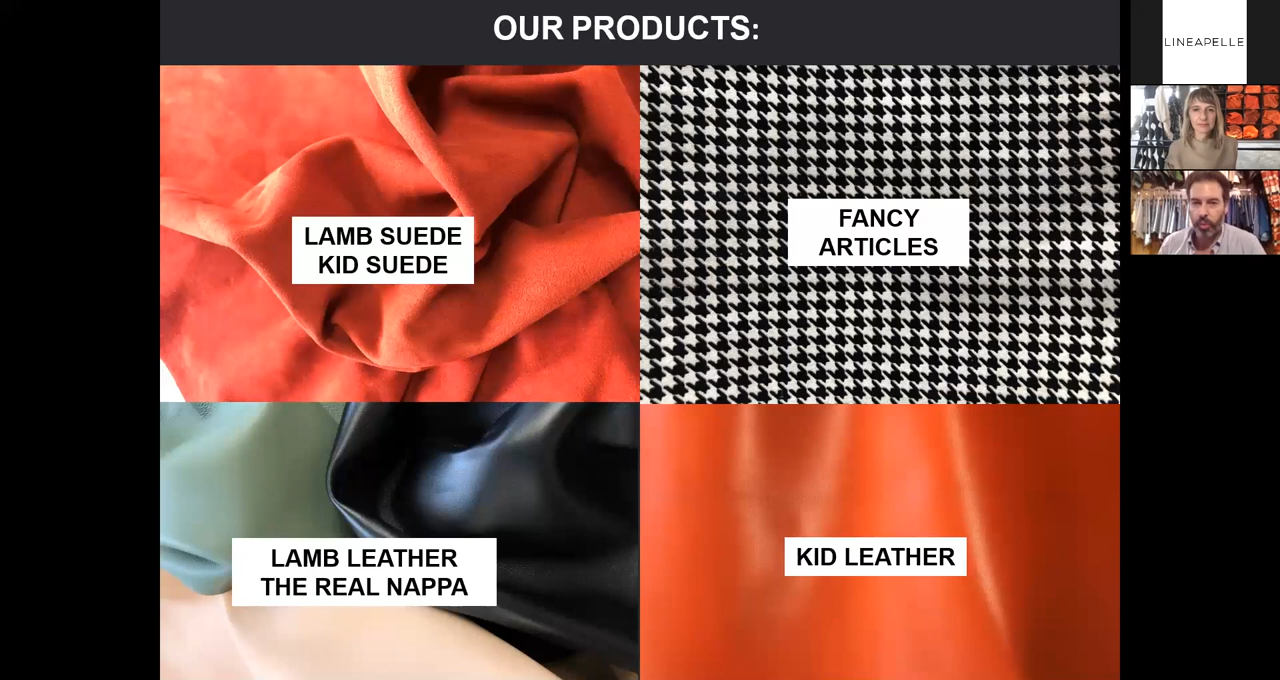 OUR PRODUCTS:
LINEAPELLE
LAMB SUEDE
KID SUEDE
FANCY
ARTICLES
LAMB LEATHER
THE REAL NAPPA
KID LEATHER